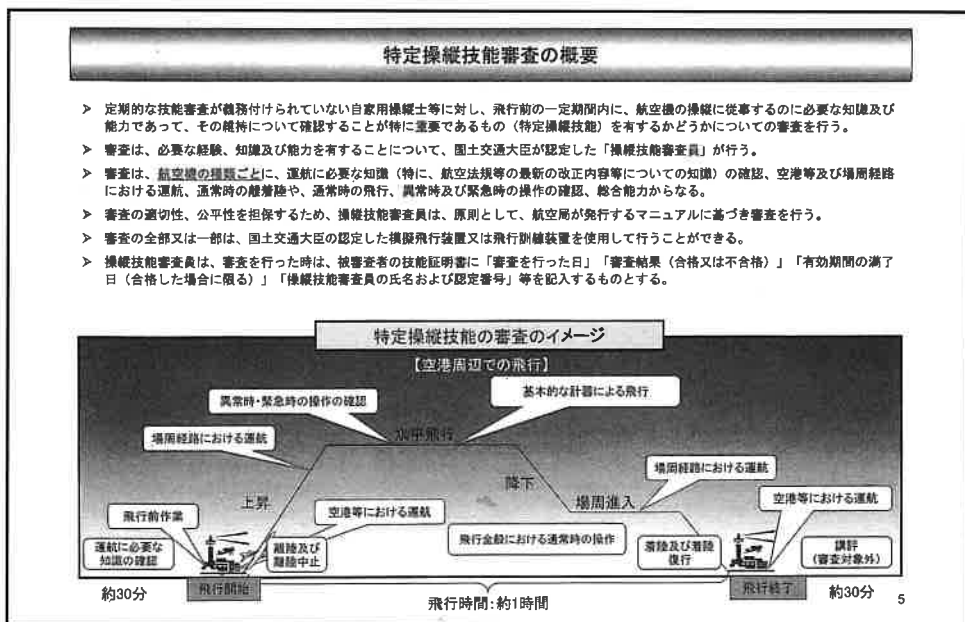 特定操縦技能審査の概要
➢ 定期的な技能審査が義務付けられていない自家用操縦士等に対し、飛行前の一定期間内に、航空機の操縦に従事するのに必要な知識及び
能力であって、その維持について確認することが特に重要であるもの（特定操縦技能）を有するかどうかについての審査を行う。
➢ 審査は、必要な経験、知識及び能力を有することについて、国土交通大臣が認定した「操縦技能審査員」が行う。
➢ 審査は、航空機の種類ごとに、運航に必要な知識（特に、航空法規等の最新の改正内容等についての知識）の確認、空港等及び場周経路
における運航、通常時の離着陸や、通常時の飛行、異常時及び緊急時の操作の確認、総合能力からなる。
➢ 審査の適切性、公平性を担保するため、操縦技能審査員は、原則として、航空局が発行するマニュアルに基づき審査を行う。
➢ 審査の全部又は一部は、国土交通大臣の認定した模擬飛行装置又は飛行訓練装置を使用して行うことができる。
➢ 操縦技能審査員は、審査を行った時は、被審査者の技能証明書に「審査を行った日」「審査結果（合格又は不合格）」「有効期間の満了
日（合格した場合に限る）」「操縦技能審査員の氏名および認定番号」等を記入するものとする。
特定操縦技能の審査のイメージ
【空港周辺での飛行】
異常時・緊急時の操作の確認
基本的な計器による飛行
水平飛行
場周経路における運航
場周経路における運航
上昇
降下
場周進入
空港等における運航
飛行前作業
空港等における運航
運航に必要な
知識の確認
離陸及び
離陸中止
飛行全般における通常時の操作
着陸及び着陸
復行
講評
（審査対象外）
約30分
飛行開始
飛行時間：約1時間
飛行終了
約30分
5